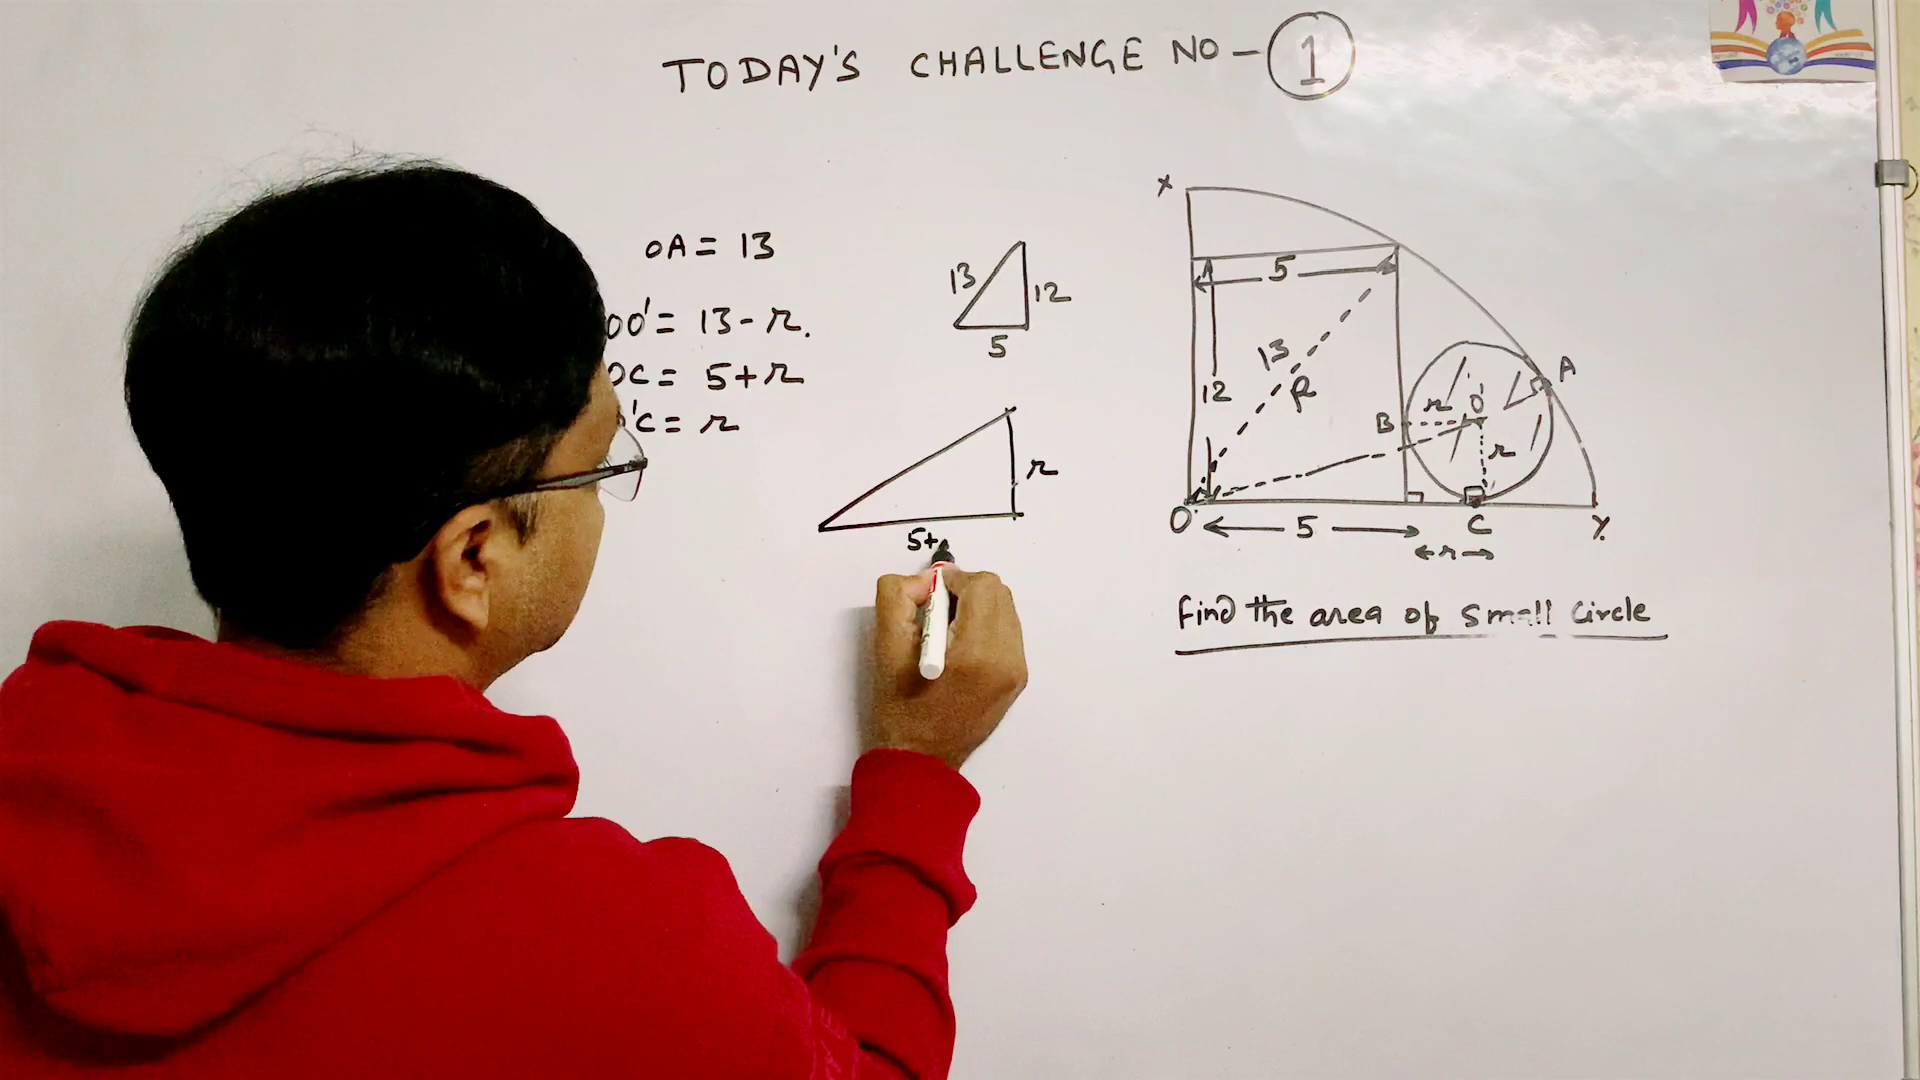 TODAY'S CHALLENGE NO - 1
OA = 13
OO' = 13 - r.
OC = 5 + r
O'C = r
13
12
5
r
5+
X
5
13
R
12
A
r
O'
B
r
O
5
C
Y
r
Find the area of small circle